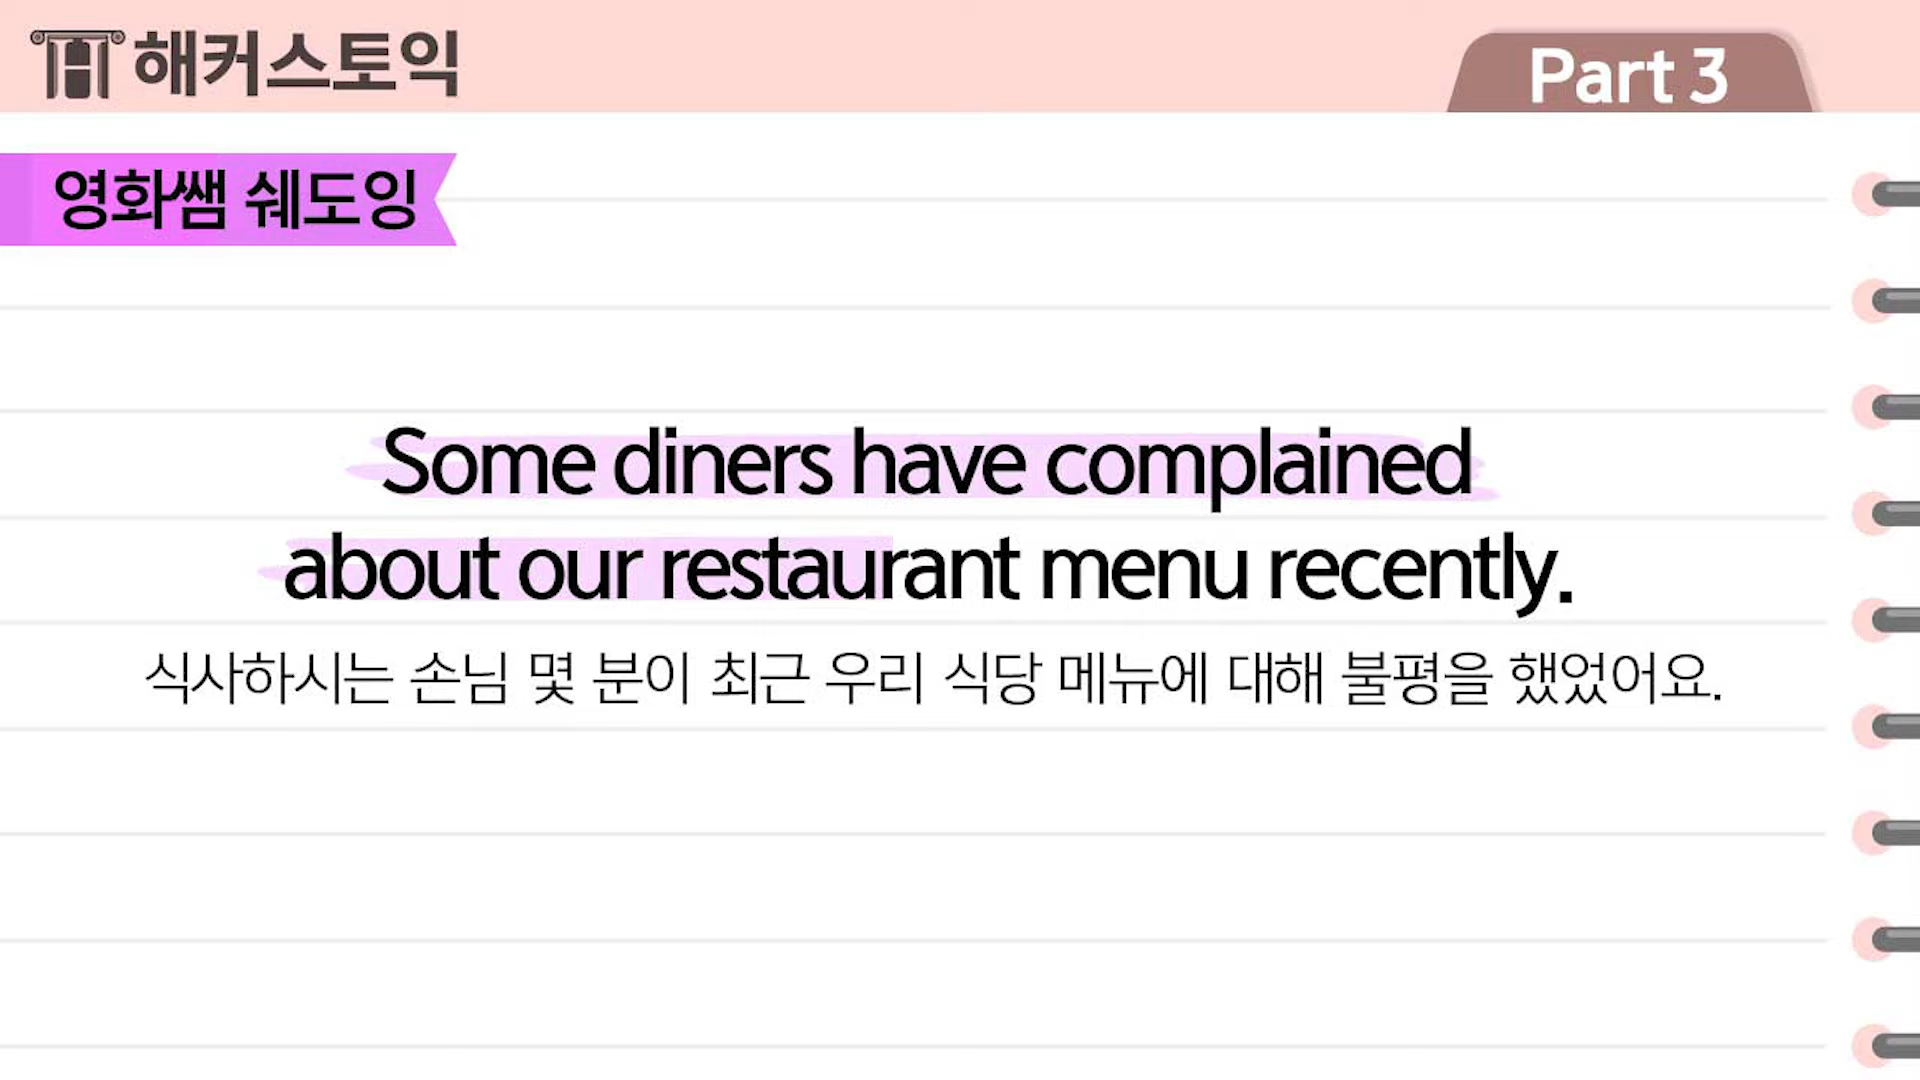 해커스토익
Part 3
영화쌤 쉐도잉
Some diners have complained
about our restaurant menu recently.
식사하시는 손님 몇 분이 최근 우리 식당 메뉴에 대해 불평을 했었어요.